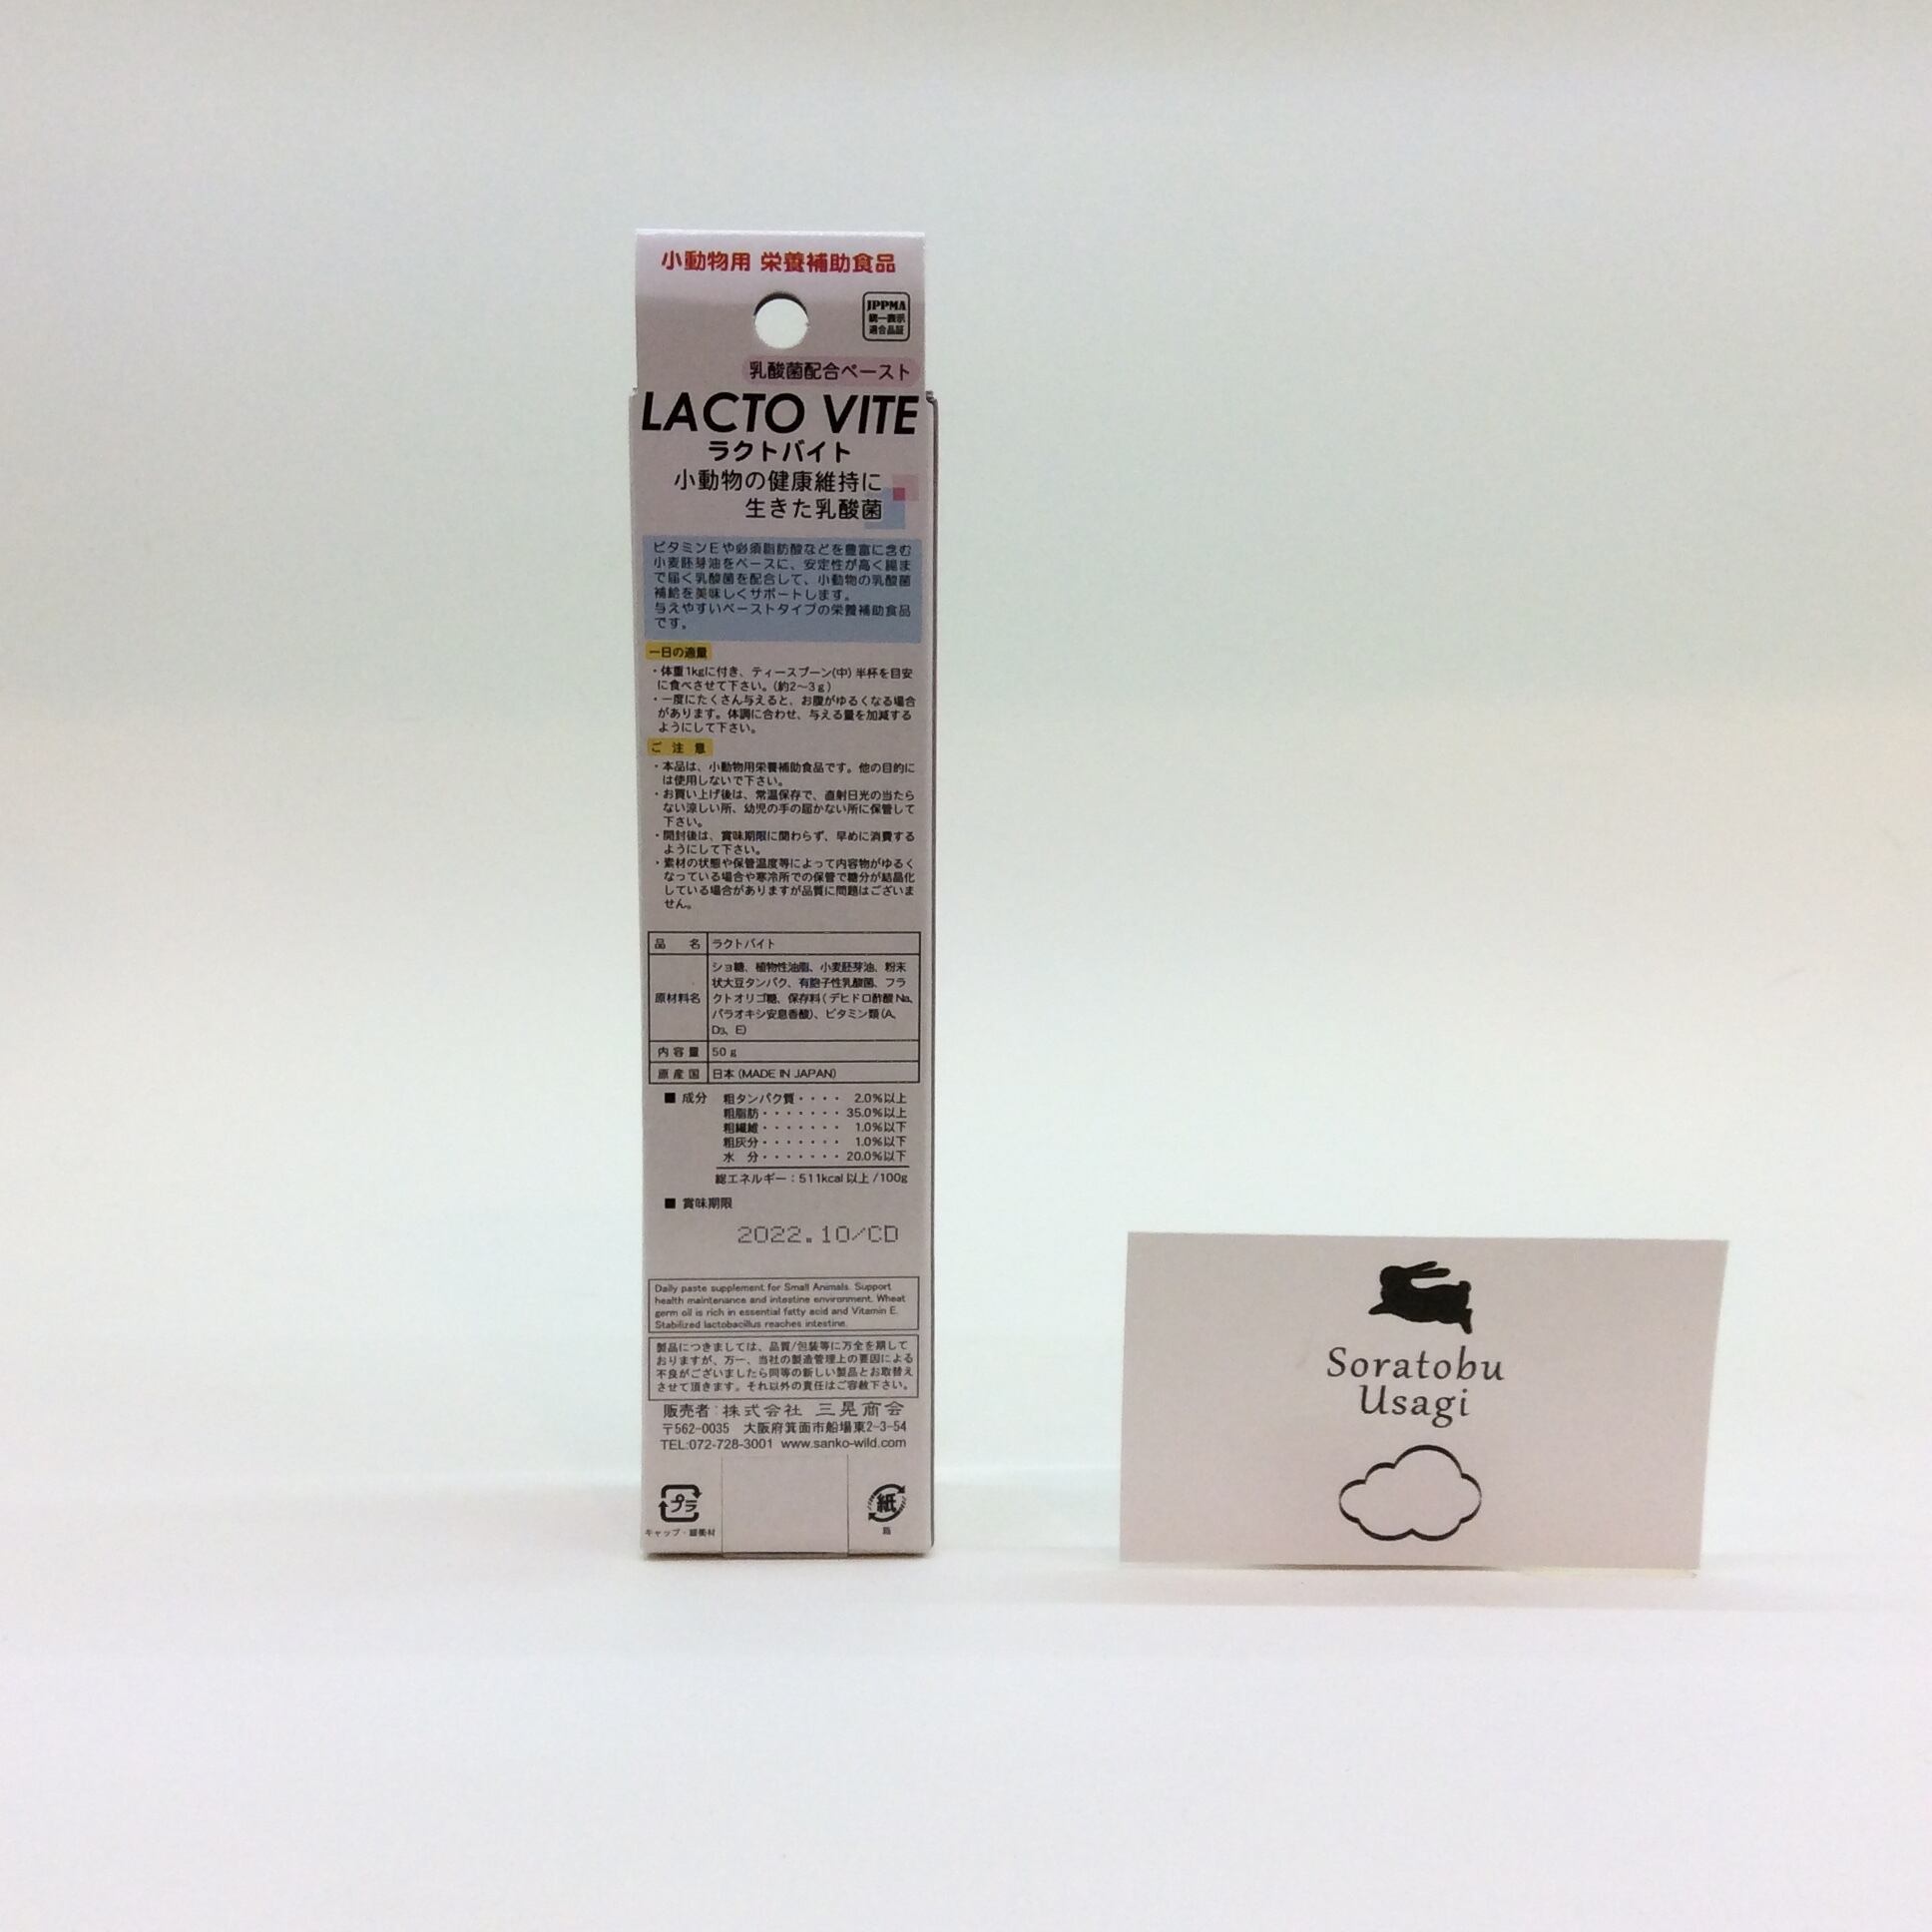 小動物用 栄養補助食品
JPPMA
統一表示
適合品証
乳酸菌配合ペースト
LACTO VITE
ラクトバイト
小動物の健康維持に
生きた乳酸菌
ビタミンEや必須脂肪酸などを豊富に含む
小麦胚芽油をベースに、安定性が高く腸ま
で届く乳酸菌を配合して、小動物の乳酸菌
補給を美味しくサポートします。
与えやすいペーストタイプの栄養補助食品
です。
一日の適量
・体重1kgに付き、ティースプーン(中)半杯を目安
に食べさせて下さい。(約2〜3g)
・一度にたくさん与えると、お腹がゆるくなる場合
があります。体調に合わせ、与える量を加減する
ようにして下さい。
ご注意
・本品は、小動物用栄養補助食品です。他の目的に
は使用しないで下さい。
・お買い上げ後は、常温保存で、直射日光の当たら
ない涼しい所、幼児の手の届かない所に保管して
下さい。
・開封後は、賞味期限に関わらず、早めに消費する
ようにして下さい。
・素材の状態や保管温度等によって内容物がゆるく
なっている場合や寒冷所での保管で糖分が結晶化
している場合がありますが品質に問題はございま
せん。
品名 ラクトバイト
原材料名 ショ糖、植物性油脂、小麦胚芽油、粉末
状大豆タンパク、有胞子性乳酸菌、フラ
クトオリゴ糖、保存料(デヒドロ酢酸Na、
パラオキシ安息香酸)、ビタミン類(A、
D3、E)
内容量 50g
原産国 日本(MADE IN JAPAN)
■ 成分 粗タンパク質・・・・ 2.0%以上
粗脂肪・・・・・・・ 35.0%以上
粗繊維・・・・・・・ 1.0%以下
粗灰分・・・・・・・ 1.0%以下
水 分・・・・・・・ 20.0%以下
総エネルギー：511kcal以上/100g
■ 賞味期限
2022.10/CD
Daily paste supplement for Small Animals. Support
health maintenance and intestine environment. Wheat
germ oil is rich in essential fatty acid and Vitamin E.
Stabilized lactobacillus reaches intestine.
製品につきましては、品質/包装等に万全を期して
おりますが、万一、当社の製造管理上の要因による
不良がございましたら同等の新しい製品とお取替え
させて頂きます。それ以外の責任はご容赦下さい。
販売者：株式会社 三晃商会
〒562-0035 大阪府箕面市船場東2-3-54
TEL:072-728-3001 www.sanko-wild.com
プラ
キャップ・緩衝材
紙
箱
Soratobu
Usagi